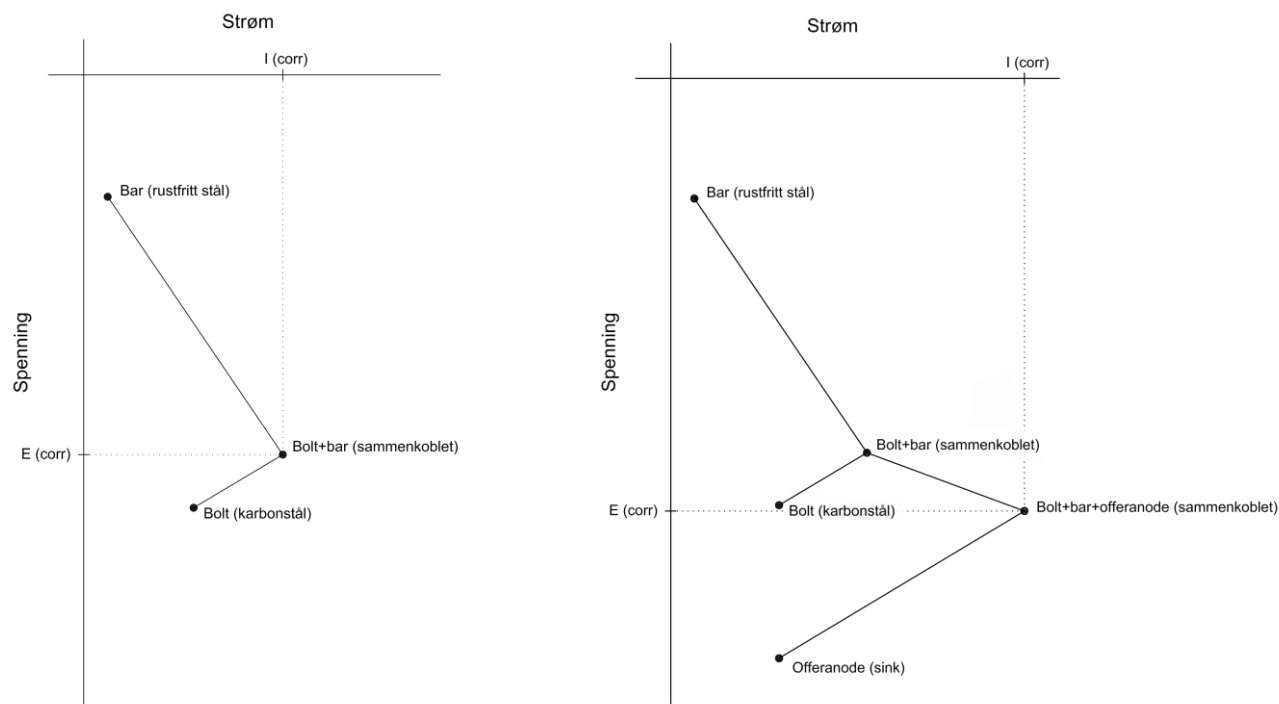 Strøm
I (corr)
Bar (rustfritt stål)
Spenning
E (corr)
Bolt+bar (sammenkoblet)
Bolt (karbonstål)
Strøm
I (corr)
Bar (rustfritt stål)
Spenning
Bolt+bar (sammenkoblet)
E (corr)
Bolt (karbonstål)
Bolt+bar+offeranode (sammenkoblet)
Offeranode (sink)